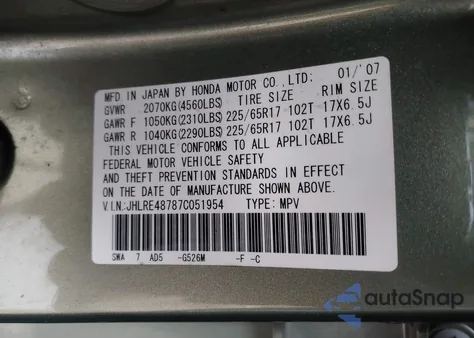 MFD IN JAPAN BY HONDA MOTOR CO.,LTD: 01/'07
GVWR 2070KG(4560LBS) TIRE SIZE RIM SIZE
GAWR F 1050KG(2310LBS) 225/65R17 102T 17X6.5J
GAWR R 1040KG(2290LBS) 225/65R17 102T 17X6.5J
THIS VEHICLE CONFORMS TO ALL APPLICABLE
FEDERAL MOTOR VEHICLE SAFETY
AND THEFT PREVENTION STANDARDS IN EFFECT
ON THE DATE OF MANUFACTURE SHOWN ABOVE.
V.I.N:JHLRE48787C051954 TYPE: MPV
SWA 7 AD5 -G526M -F -C
autoSnap